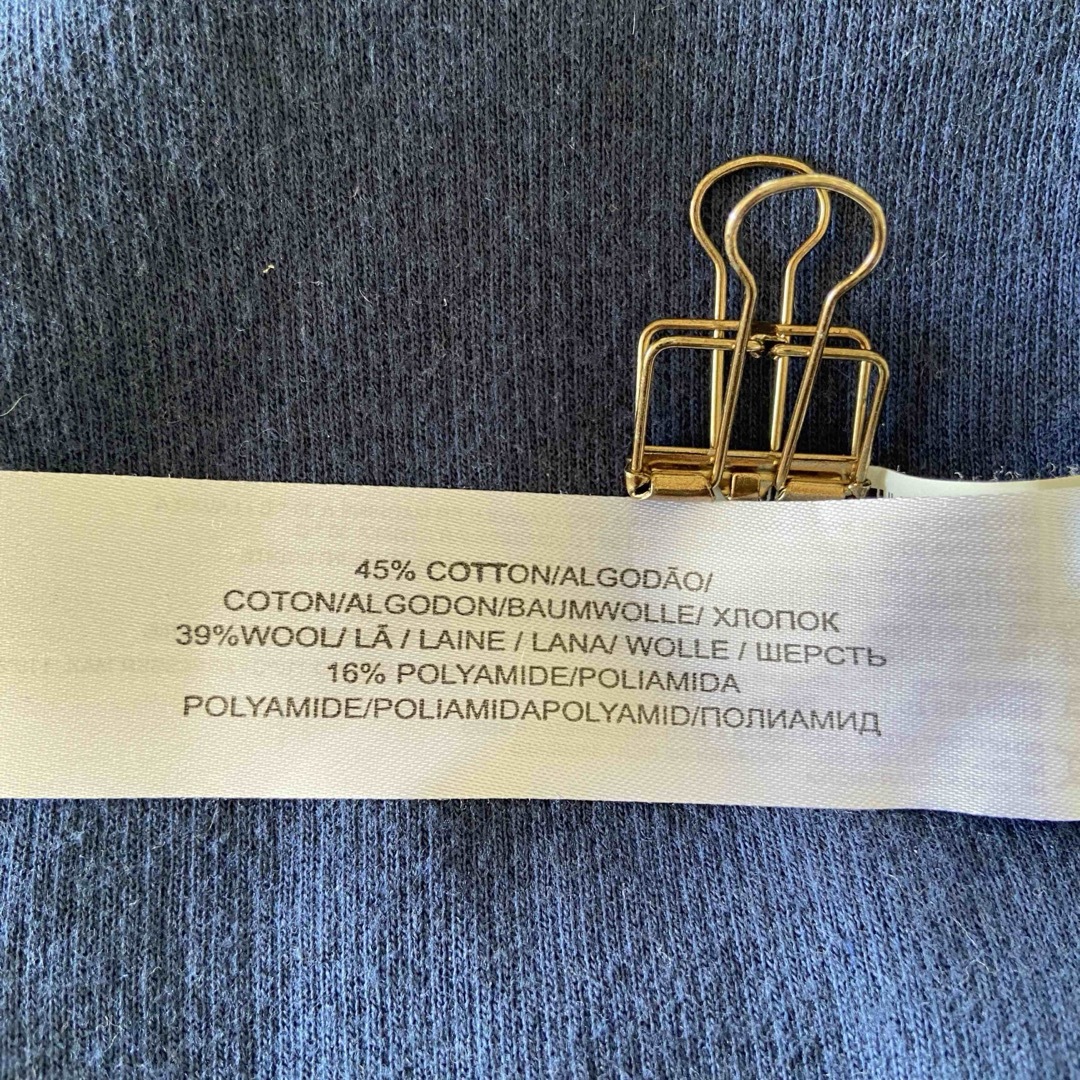 45% COTTON/ALGODÃO/
COTON/ALGODON/BAUMWOLLE/ ХЛОПОК
39%WOOL/ LÃ / LAINE / LANA/ WOLLE / ШЕРСТЬ
16% POLYAMIDE/POLIAMIDA
POLYAMIDE/POLIAMIDAPOLYAMID/ПОЛИАМИД